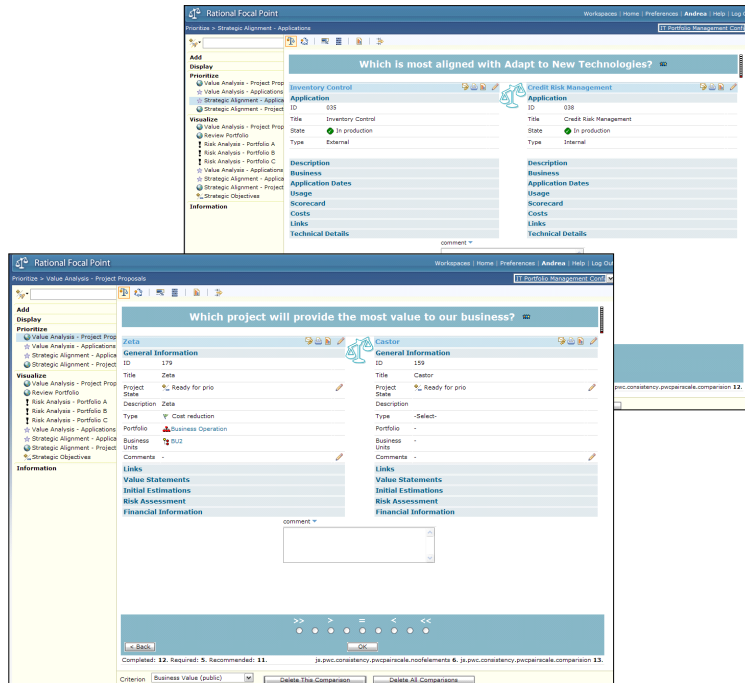 Rational Focal Point
Workspaces | Home | Preferences | Andrea | Help | Log O
Prioritize > Strategic Alignment - Applications
IT Portfolio Management Conf
Add
Display
Prioritize
Value Analysis - Project Prop
Value Analysis - Applications
Strategic Alignment - Applica
Strategic Alignment - Project
Visualize
Value Analysis - Project Prop
Review Portfolio
Risk Analysis - Portfolio A
Risk Analysis - Portfolio B
Risk Analysis - Portfolio C
Value Analysis - Applications
Strategic Alignment - Applica
Strategic Alignment - Project
Strategic Objectives
Information
Which is most aligned with Adapt to New Technologies?
Inventory Control
Application
ID 035
Title Inventory Control
State In production
Type External
Description
Business
Application Dates
Usage
Scorecard
Costs
Links
Technical Details
Credit Risk Management
Application
ID 038
Title Credit Risk Management
State In production
Type Internal
Description
Business
Application Dates
Usage
Scorecard
Costs
Links
Technical Details
comment
pwc.consistency.pwcpairscale.comparision 12.
Rational Focal Point
Workspaces | Home | Preferences | Andrea | Help | Log Out
Prioritize > Value Analysis - Project Proposals
IT Portfolio Management Confi
Add
Display
Prioritize
Value Analysis - Project Prop
Value Analysis - Applications
Strategic Alignment - Applica
Strategic Alignment - Project
Visualize
Value Analysis - Project Prop
Review Portfolio
Risk Analysis - Portfolio A
Risk Analysis - Portfolio B
Risk Analysis - Portfolio C
Value Analysis - Applications
Strategic Alignment - Applica
Strategic Alignment - Project
Strategic Objectives
Information
Which project will provide the most value to our business?
Zeta
General Information
ID 179
Title Zeta
Project State Ready for prio
Description Zeta
Type Cost reduction
Portfolio Business Operation
Business Units BU2
Comments -
Links
Value Statements
Initial Estimations
Risk Assessment
Financial Information
Castor
General Information
ID 159
Title Castor
Project State Ready for prio
Description
Type -Select-
Portfolio -
Business Units -
Comments -
Links
Value Statements
Initial Estimations
Risk Assessment
Financial Information
comment
>> > = < <<
< Back
OK
Completed: 12. Required: 5. Recommended: 11.
js.pwc.consistency.pwcpairscale.noofelements 6. js.pwc.consistency.pwcpairscale.comparision 13.
Criterion Business Value (public)
Delete This Comparison
Delete All Comparisons